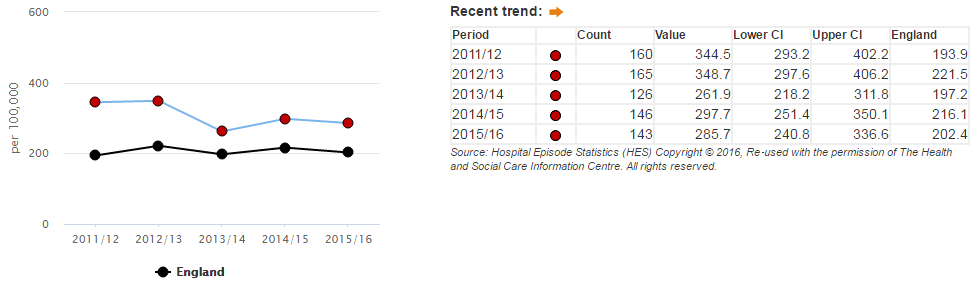 600
400
200
0
per 100,000
2011/12 2012/13 2013/14 2014/15 2015/16
England
Recent trend:
Period Count Value Lower CI Upper CI England
2011/12 160 344.5 293.2 402.2 193.9
2012/13 165 348.7 297.6 406.2 221.5
2013/14 126 261.9 218.2 311.8 197.2
2014/15 146 297.7 251.4 350.1 216.1
2015/16 143 285.7 240.8 336.6 202.4
Source: Hospital Episode Statistics (HES) Copyright © 2016, Re-used with the permission of The Health
and Social Care Information Centre. All rights reserved.